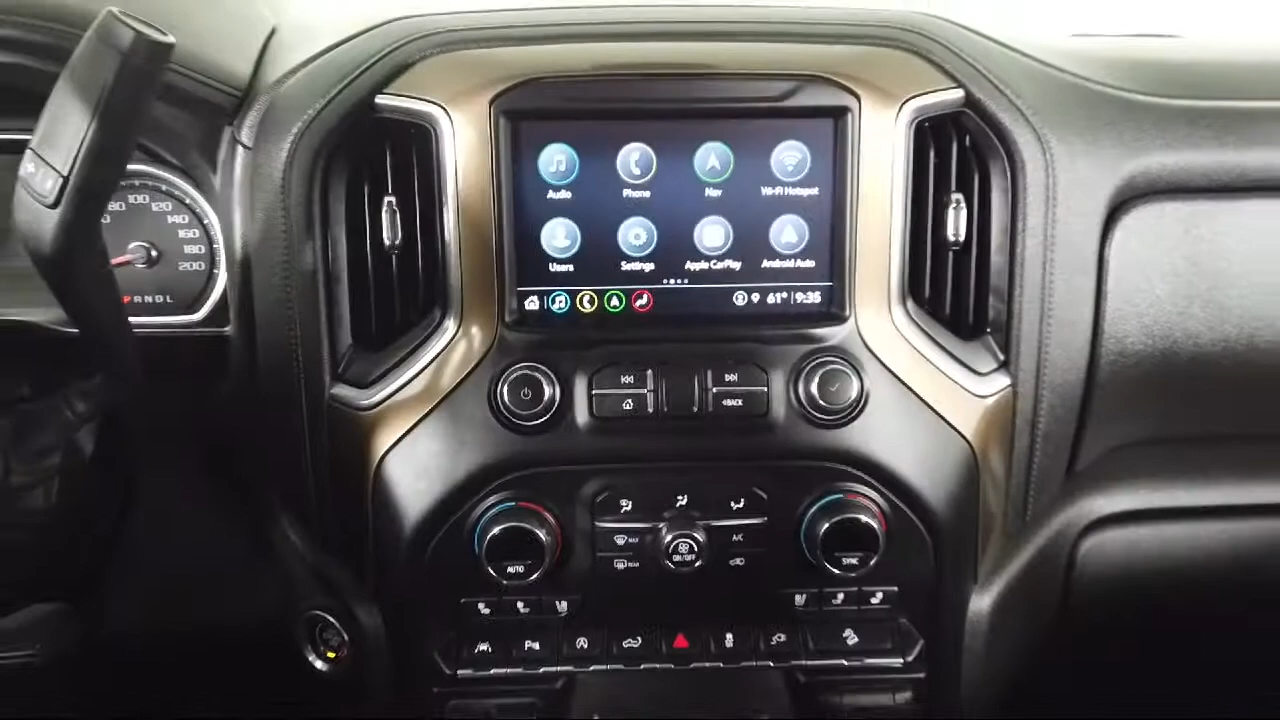 80 100 120
140
160
180
200
PRNDL
Audio Phone Nav Wi-Fi Hotspot
Users Settings Apple CarPlay Android Auto
61° 9:35
BACK
MAX A/C
ON/OFF
REAR
AUTO SYNC